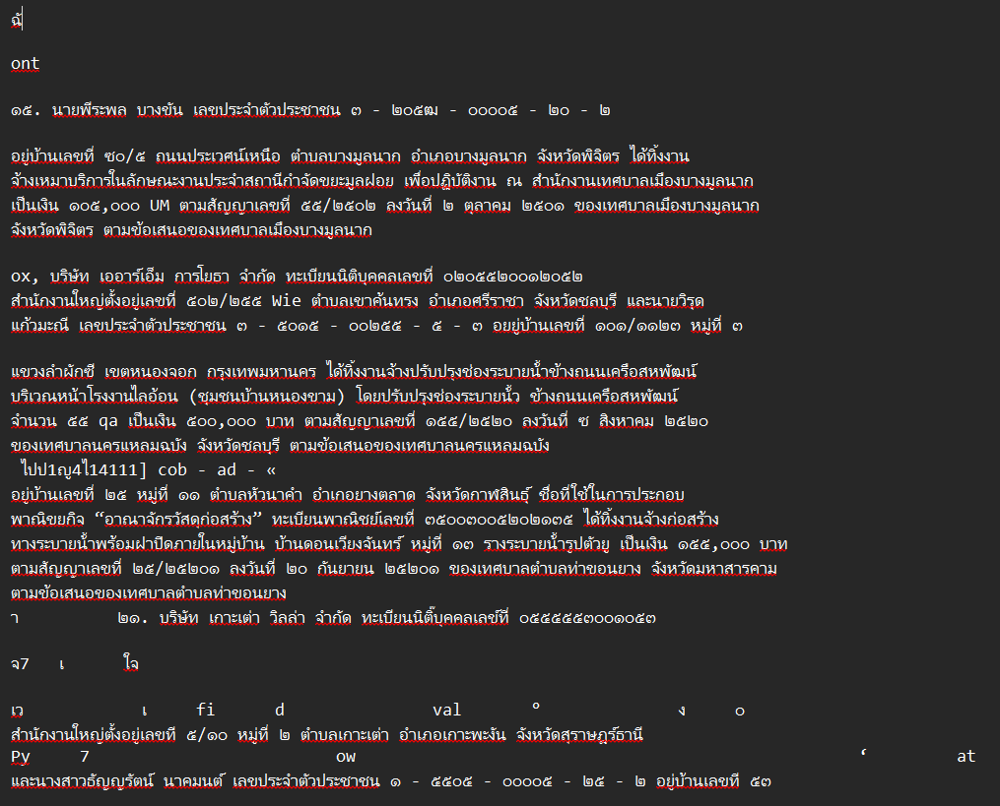 ฉั
ont
๑๕. นายพีระพล บางขัน เลขประจำตัวประชาชน ๓ - ๒๐๕๗ - ๐๐๐๐๕ - ๒๐ - ๒
อยู่บ้านเลขที่ ซ๐/๕ ถนนประเวศน์เหนือ ตำบลบางมูลนาก อำเภอบางมูลนาก จังหวัดพิจิตร ได้ทิ้งงาน
จ้างเหมาบริการในลักษณะงานประจำสถานีกำจัดขยะมูลฝอย เพื่อปฏิบัติงาน ณ สำนักงานเทศบาลเมืองบางมูลนาก
เป็นเงิน ๑๐๕,๐๐๐ UM ตามสัญญาเลขที่ ๕๕/๒๕๐๒ ลงวันที่ ๒ ตุลาคม ๒๕๐๑ ของเทศบาลเมืองบางมูลนาก
จังหวัดพิจิตร ตามข้อเสนอของเทศบาลเมืองบางมูลนาก
ox, บริษัท เออาร์เอ็ม การโยธา จำกัด ทะเบียนนิติบุคคลเลขที่ ๐๒๐๕๕๒๐๐๑๒๐๕๒
สำนักงานใหญ่ตั้งอยู่เลขที่ ๕๐๒/๒๕๕ Wie ตำบลเขาคันทรง อำเภอศรีราชา จังหวัดชลบุรี และนายวิรุด
แก้วมะณี เลขประจำตัวประชาชน ๓ - ๕๐๑๕ - ๐๐๒๕๕ - ๕ - ๓ อยยู่บ้านเลขที่ ๑๐๑/๑๑๒๓ หมู่ที่ ๓
แขวงลำผักชี เขตหนองจอก กรุงเทพมหานคร ได้ทิ้งงานจ้างปรับปรุงช่องระบายน้ำข้างถนนเครือสหพัฒน์
บริเวณหน้าโรงงานไลอ้อน (ชุมชนบ้านหนองขาม) โดยปรับปรุงช่องระบายน้ำ ข้างถนนเครือสหพัฒน์
จำนวน ๕๕ qa เป็นเงิน ๕๐๐,๐๐๐ บาท ตามสัญญาเลขที่ ๑๕๕/๒๕๒๐ ลงวันที่ ซ สิงหาคม ๒๕๒๐
ของเทศบาลนครแหลมฉบัง จังหวัดชลบุรี ตามข้อเสนอของเทศบาลนครแหลมฉบัง
ไปป1ญ4ไ14111] cob - ad - «
อยู่บ้านเลขที่ ๒๕ หมู่ที่ ๑๑ ตำบลหัวนาคำ อำเภอยางตลาด จังหวัดกาฬสินธุ์ ชื่อที่ใช้ในการประกอบ
พาณิขยกิจ “อาณาจักรวัสดุก่อสร้าง” ทะเบียนพาณิชย์เลขที่ ๓๕๐๐๓๐๐๕๒๐๒๑๓๕ ได้ทิ้งงานจ้างก่อสร้าง
ทางระบายน้ำพร้อมฝาปิดภายในหมู่บ้าน บ้านดอนเวียงจันทร์ หมู่ที่ ๑๓ รางระบายน้ำรูปตัวยู เป็นเงิน ๑๕๕,๐๐๐ บาท
ตามสัญญาเลขที่ ๒๕/๒๕๒๐๑ ลงวันที่ ๒๐ กันยายน ๒๕๒๐๑ ของเทศบาลตำบลท่าขอนยาง จังหวัดมหาสารคาม
ตามข้อเสนอของเทศบาลตำบลท่าขอนยาง
า ๒๑. บริษัท เกาะเต่า วิลล่า จำกัด ทะเบียนนิติ์บุคคลเลข์ที่ ๐๕๕๕๕๕๓๐๐๑๐๕๓
จ7 เ ใจ
เว เ fi d val ° ง ๐
สำนักงานใหญ่ตั้งอยู่เลขที ๕/๑๐ หมู่ที่ ๒ ตำบลเกาะเต่า อำเภอเกาะพะงัน จังหวัดสุราษฎร์ธานี
Py 7 ow ‘ at
และนางสาวธัญญรัตน์ นาคมนต์ เลขประจำตัวประชาชน ๑ - ๕๕๐๕ - ๐๐๐๐๕ - ๒๕ - ๒ อยู่บ้านเลขที ๕๓